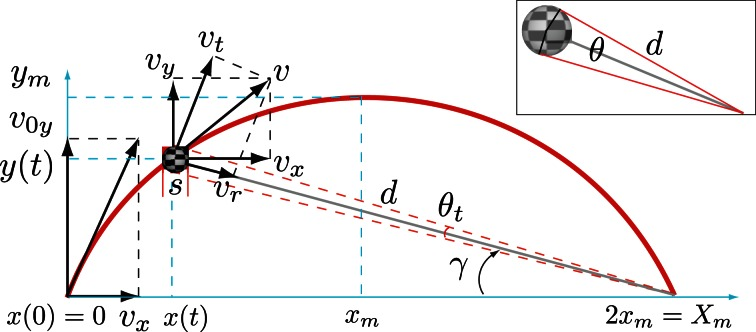 v_t
v_y
v
y_m
v_{0y}
y(t)
s
v_r
v_x
d
θ_t
γ
θ
d
x(0) = 0
v_x
x(t)
x_m
2x_m = X_m